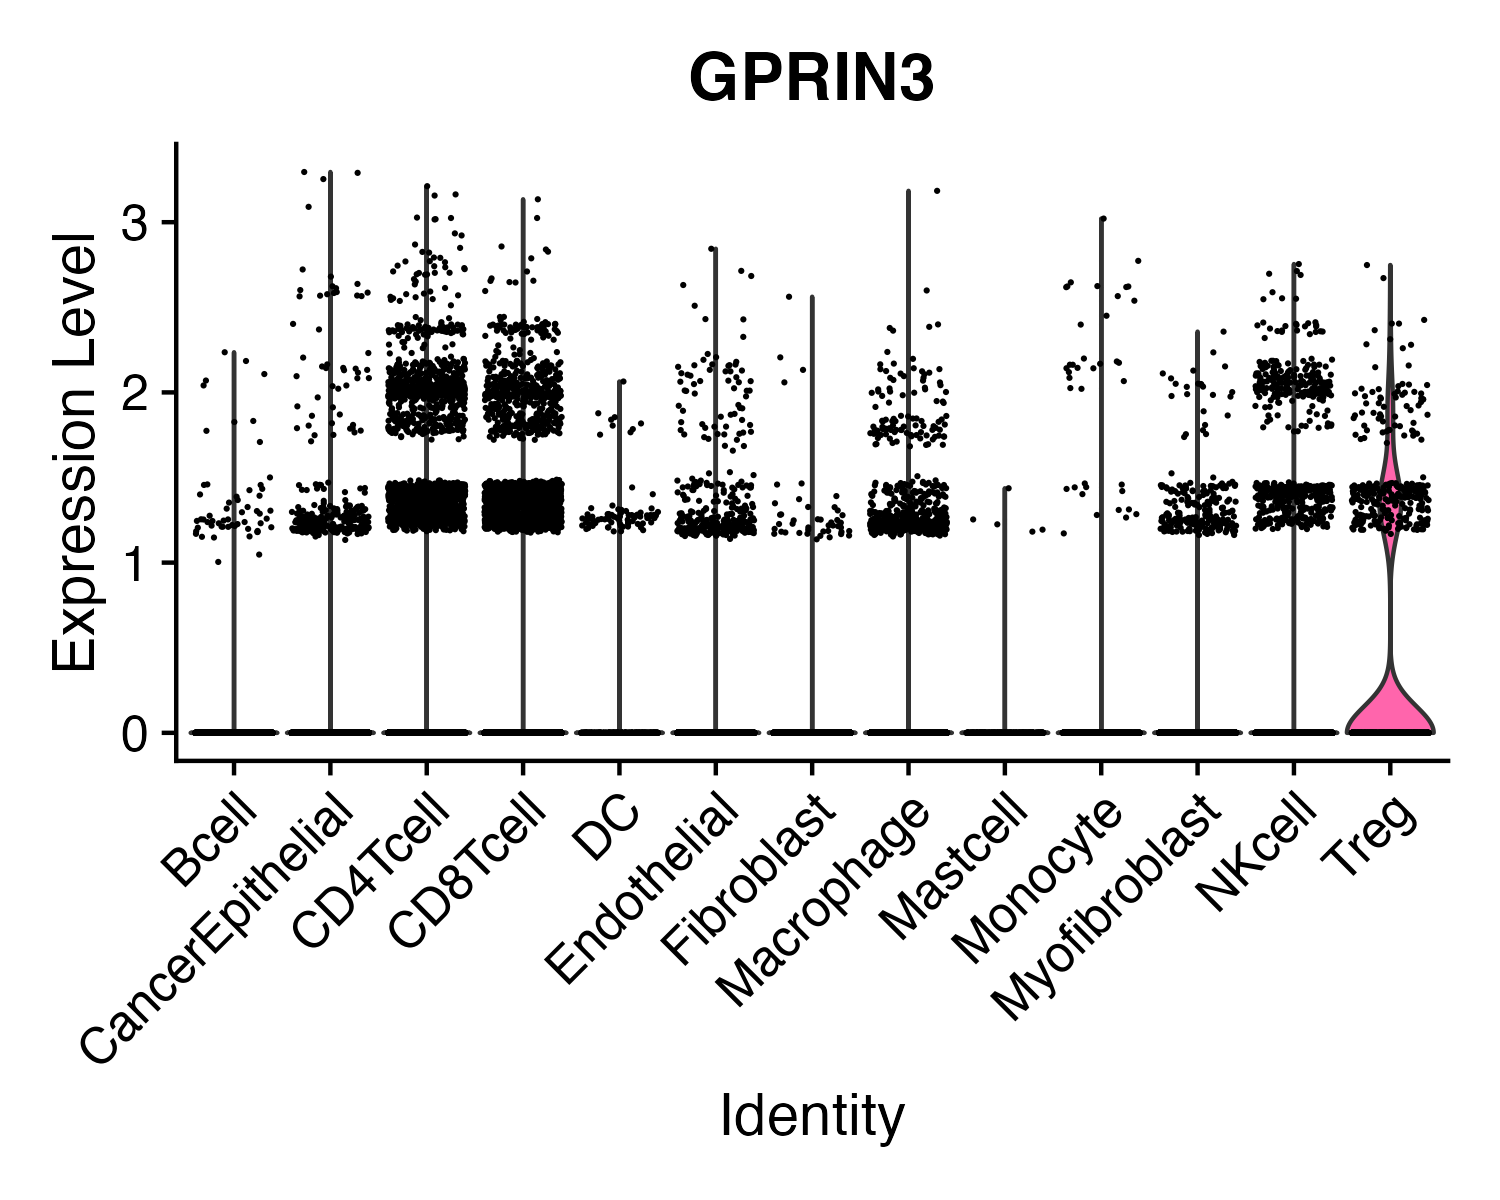 GPRIN3
Expression Level
3
2
1
0
Bcell
CancerEpithelial
CD4Tcell
CD8Tcell
DC
Endothelial
Fibroblast
Macrophage
Mastcell
Monocyte
Myofibroblast
NKcell
Treg
Identity